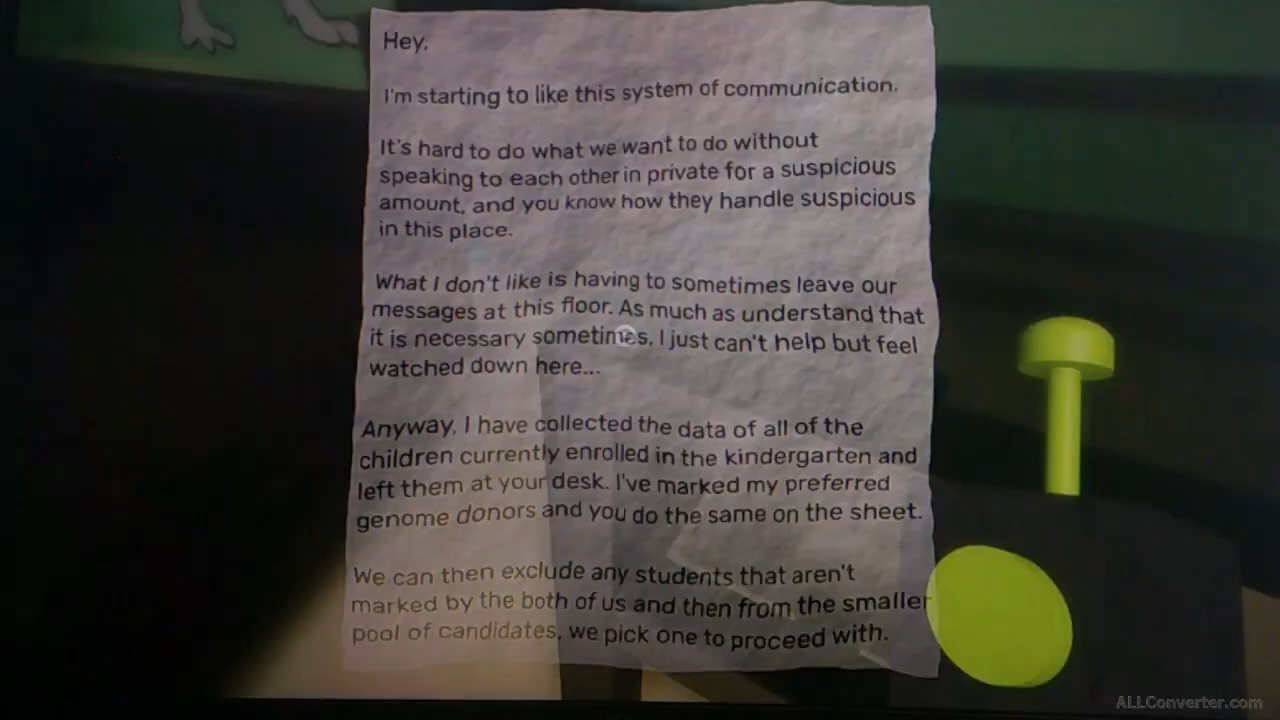 Hey,
I'm starting to like this system of communication.
It's hard to do what we want to do without
speaking to each other in private for a suspicious
amount, and you know how they handle suspicious
in this place.
What I don't like is having to sometimes leave our
messages at this floor. As much as understand that
it is necessary sometimes, I just can't help but feel
watched down here...
Anyway, I have collected the data of all of the
children currently enrolled in the kindergarten and
left them at your desk. I've marked my preferred
genome donors and you do the same on the sheet.
We can then exclude any students that aren't
marked by the both of us and then from the smaller
pool of candidates, we pick one to proceed with.
ALLConverter.com